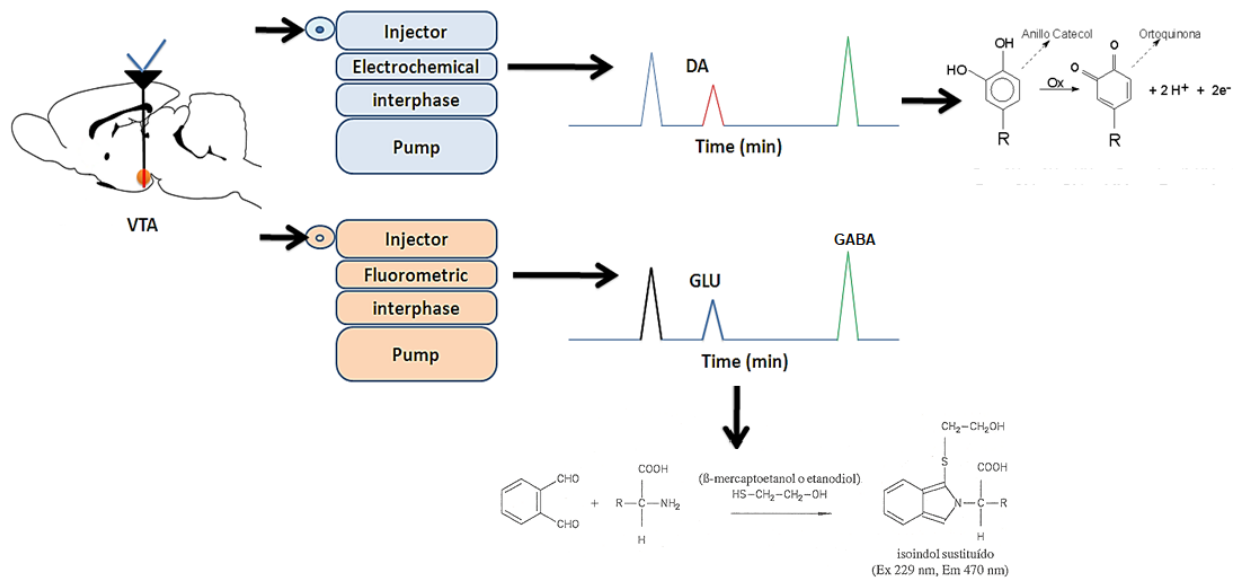 VTA
Injector
Electrochemical
interphase
Pump
DA
Time (min)
Anillo Catecol
Ortoquinona
OH
HO
R
Ox
O
O
R
+ 2 H+ + 2e-
Injector
Fluorometric
interphase
Pump
GLU
GABA
Time (min)
CHO
CHO
+
COOH
R-C-NH2
H
(ß-mercaptoetanol o etanodiol)
HS-CH2-CH2-OH
CH2-CH2OH
S
COOH
N-C-R
H
isoindol sustituído
(Ex 229 nm, Em 470 nm)